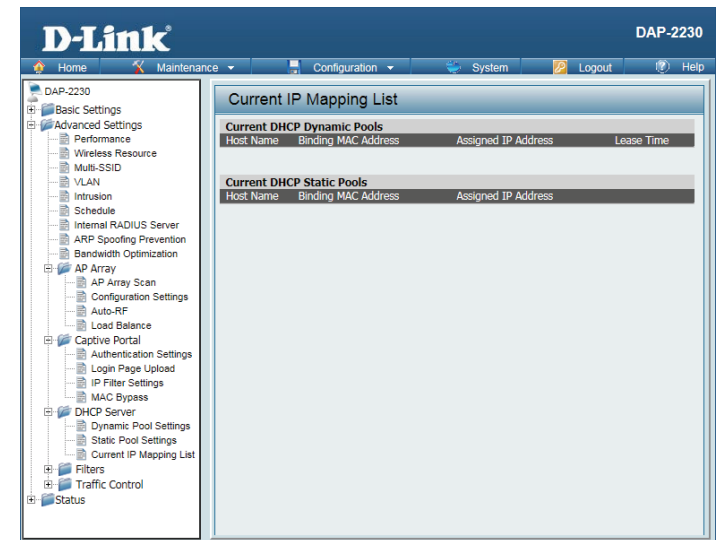 D-Link®
DAP-2230
Home Maintenance Configuration System Logout Help
DAP-2230
Basic Settings
Advanced Settings
Performance
Wireless Resource
Multi-SSID
VLAN
Intrusion
Schedule
Internal RADIUS Server
ARP Spoofing Prevention
Bandwidth Optimization
AP Array
AP Array Scan
Configuration Settings
Auto-RF
Load Balance
Captive Portal
Authentication Settings
Login Page Upload
IP Filter Settings
MAC Bypass
DHCP Server
Dynamic Pool Settings
Static Pool Settings
Current IP Mapping List
Filters
Traffic Control
Status
Current IP Mapping List
Current DHCP Dynamic Pools
Host Name Binding MAC Address Assigned IP Address Lease Time
Current DHCP Static Pools
Host Name Binding MAC Address Assigned IP Address